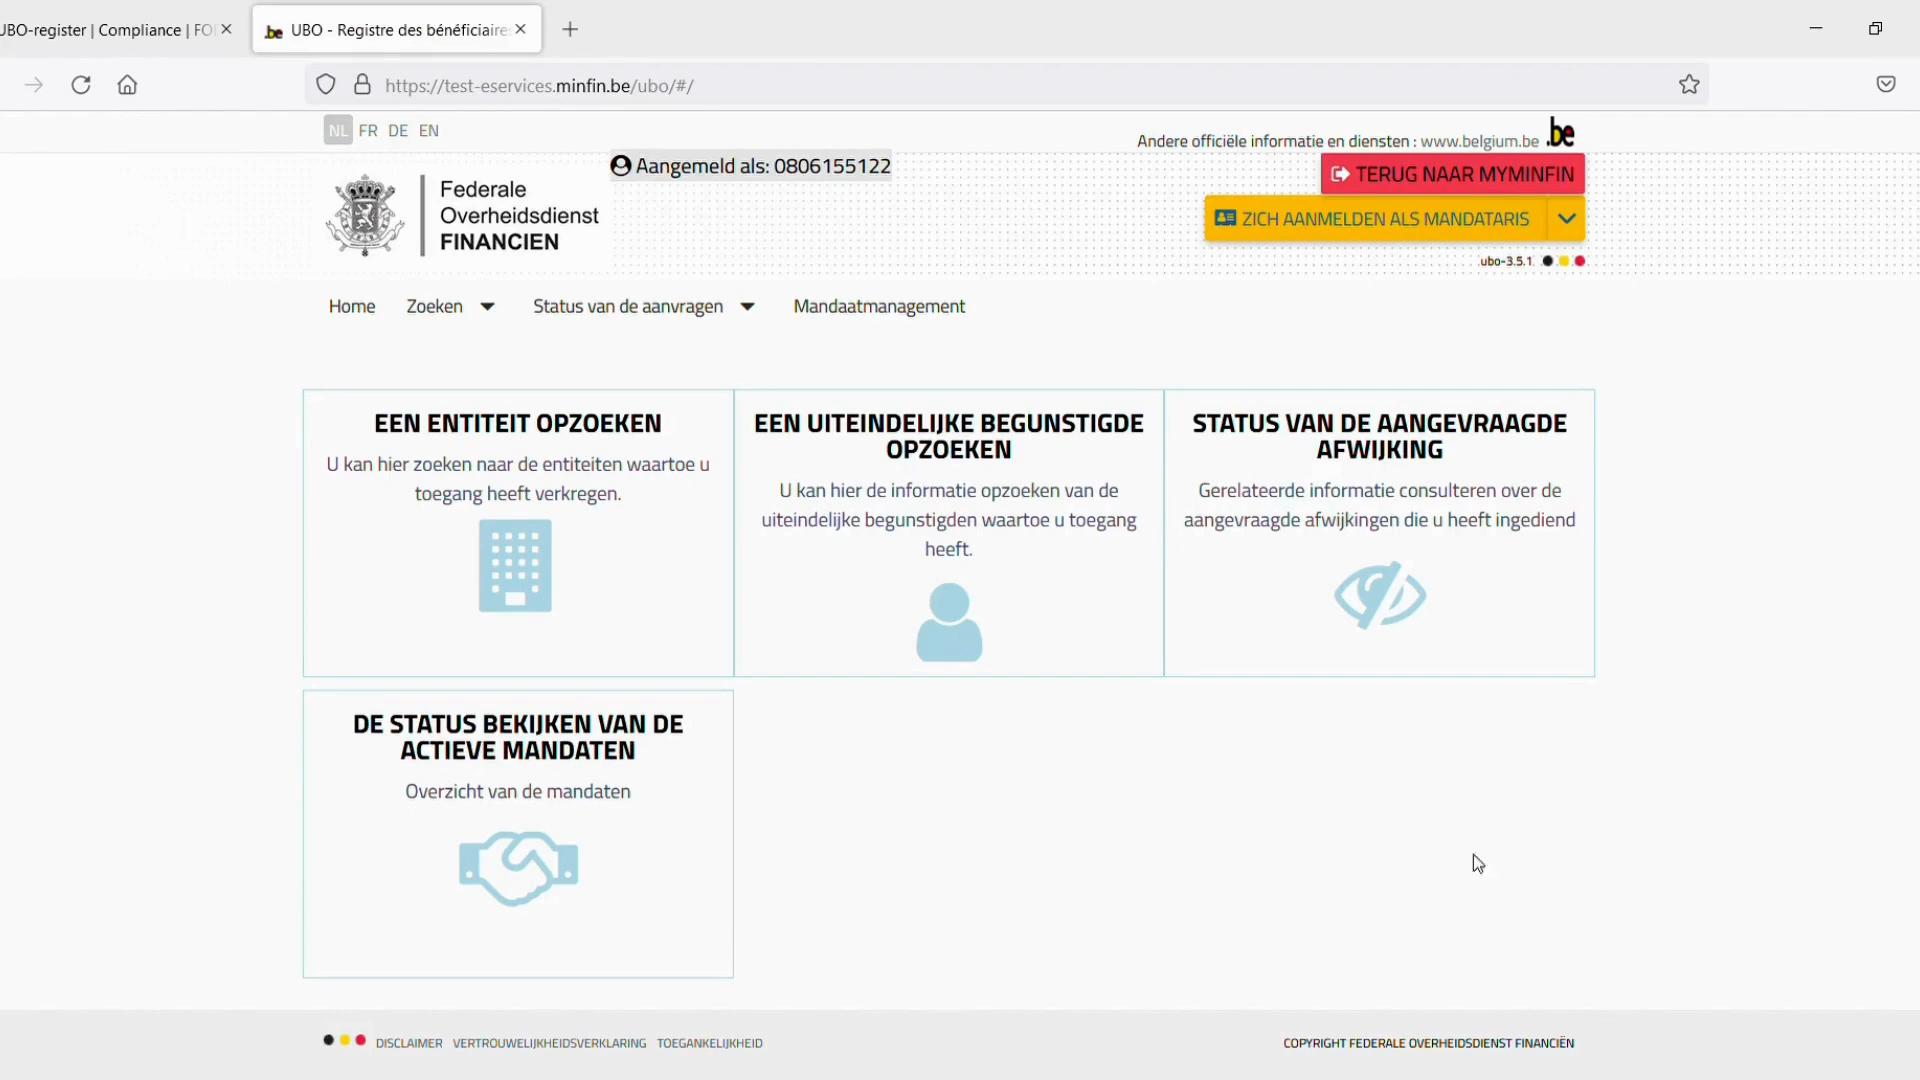 UBO-register | Compliance | FO
UBO - Registre des bénéficiaires
https://test-eservices.minfin.be/ubo/#/
NL FR DE EN
Andere officiële informatie en diensten : www.belgium.be .be
Aangemeld als: 0806155122
TERUG NAAR MYMINFIN
Federale
Overheidsdienst
FINANCIEN
ZICH AANMELDEN ALS MANDATARIS
ubo-3.5.1
Home Zoeken Status van de aanvragen Mandaatmanagement
EEN ENTITEIT OPZOEKEN
U kan hier zoeken naar de entiteiten waartoe u
toegang heeft verkregen.
EEN UITEINDELIJKE BEGUNSTIGDE
OPZOEKEN
U kan hier de informatie opzoeken van de
uiteindelijke begunstigden waartoe u toegang
heeft.
STATUS VAN DE AANGEVRAAGDE
AFWIJKING
Gerelateerde informatie consulteren over de
aangevraagde afwijkingen die u heeft ingediend
DE STATUS BEKIJKEN VAN DE
ACTIEVE MANDATEN
Overzicht van de mandaten
DISCLAIMER VERTROUWELIJKHEIDSVERKLARING TOEGANKELIJKHEID
COPYRIGHT FEDERALE OVERHEIDSDIENST FINANCIËN